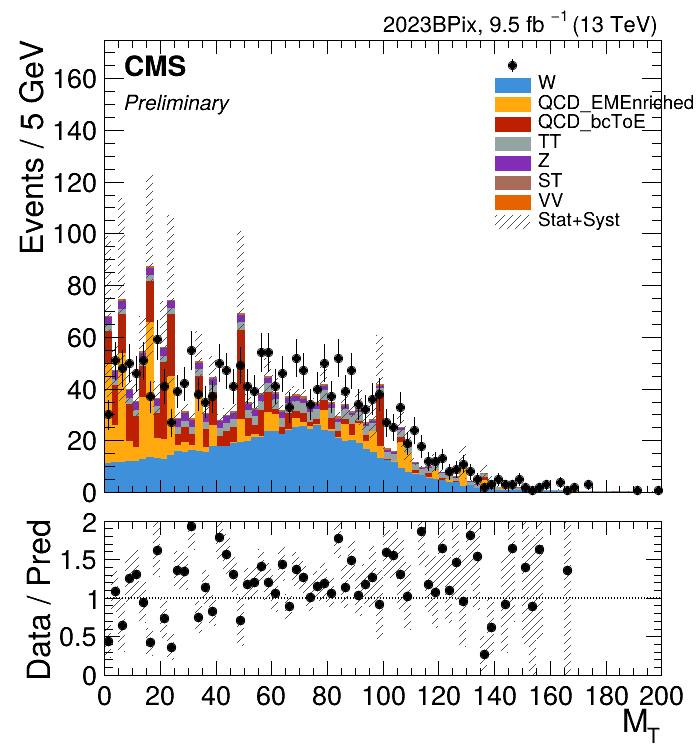 2023BPix, 9.5 fb⁻¹ (13 TeV)
Events / 5 GeV
160
140
120
100
80
60
40
20
0
CMS
Preliminary
W
QCD_EMEnriched
QCD_bcToE
TT
Z
ST
VV
Stat+Syst
Data / Pred
2
1.5
1
0.5
0
0 20 40 60 80 100 120 140 160 180 200
M_T